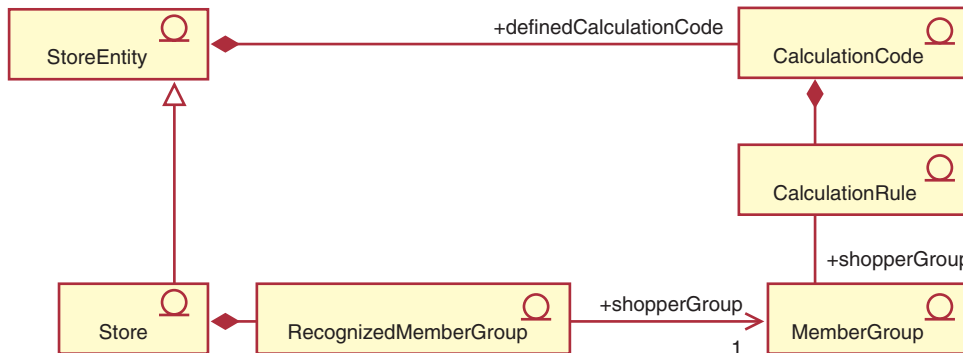 +definedCalculationCode
StoreEntity
CalculationCode
CalculationRule
+shopperGroup
+shopperGroup
Store
RecognizedMemberGroup
MemberGroup
1